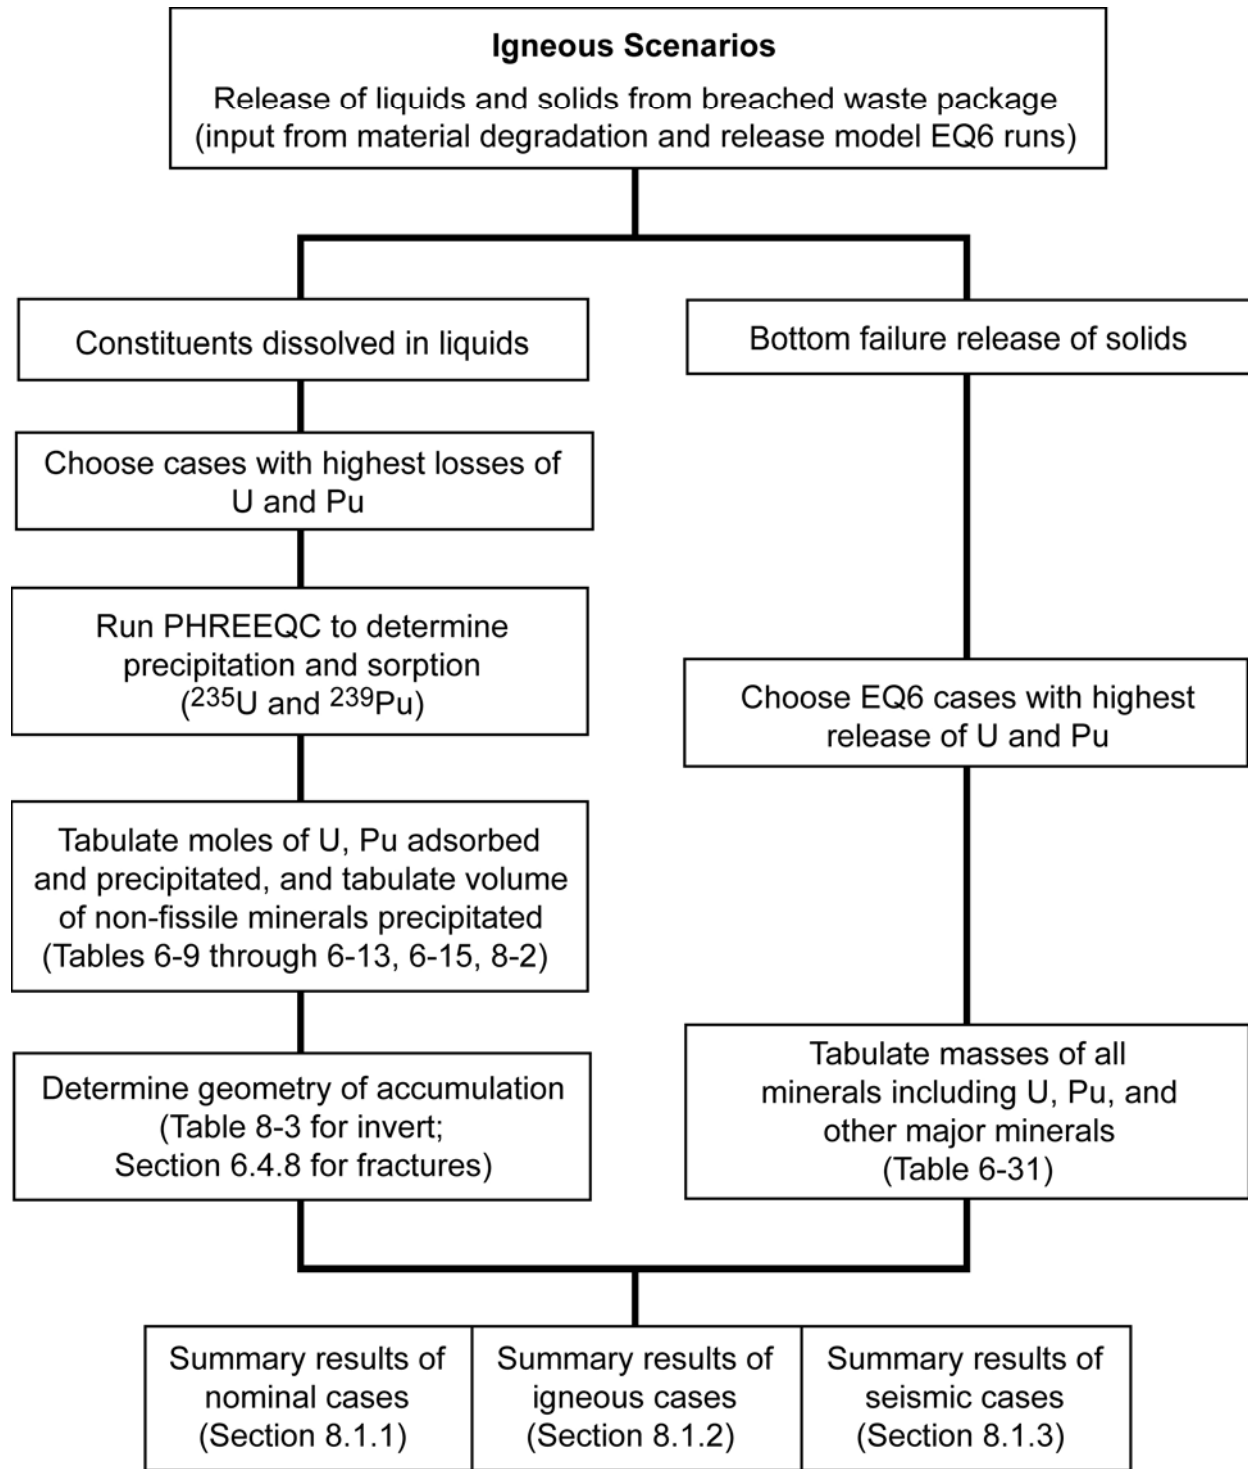 Igneous Scenarios
Release of liquids and solids from breached waste package
(input from material degradation and release model EQ6 runs)
Constituents dissolved in liquids
Choose cases with highest losses of
U and Pu
Run PHREEQC to determine
precipitation and sorption
(²³⁵U and ²³⁹Pu)
Tabulate moles of U, Pu adsorbed
and precipitated, and tabulate volume
of non-fissile minerals precipitated
(Tables 6-9 through 6-13, 6-15, 8-2)
Determine geometry of accumulation
(Table 8-3 for invert;
Section 6.4.8 for fractures)
Bottom failure release of solids
Choose EQ6 cases with highest
release of U and Pu
Tabulate masses of all
minerals including U, Pu, and
other major minerals
(Table 6-31)
Summary results of
nominal cases
(Section 8.1.1)
Summary results of
igneous cases
(Section 8.1.2)
Summary results of
seismic cases
(Section 8.1.3)